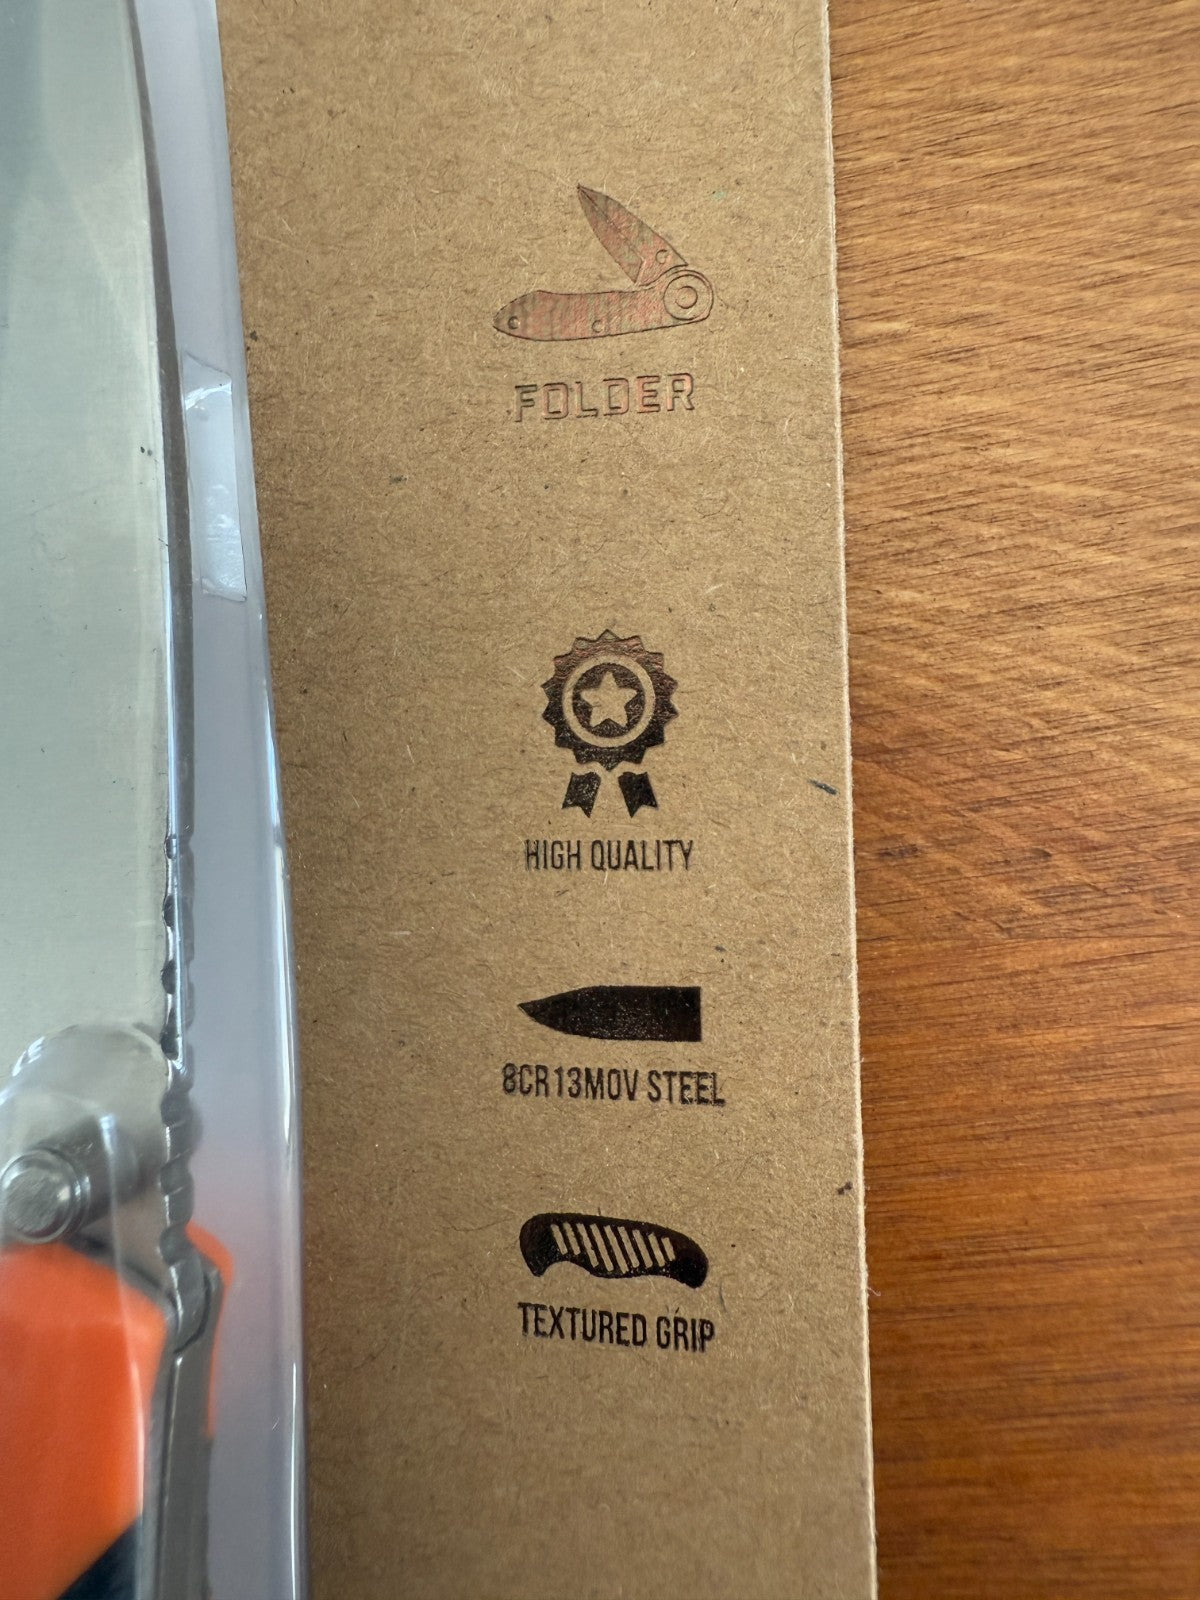 FOLDER
HIGH QUALITY
8CR13MOV STEEL
TEXTURED GRIP